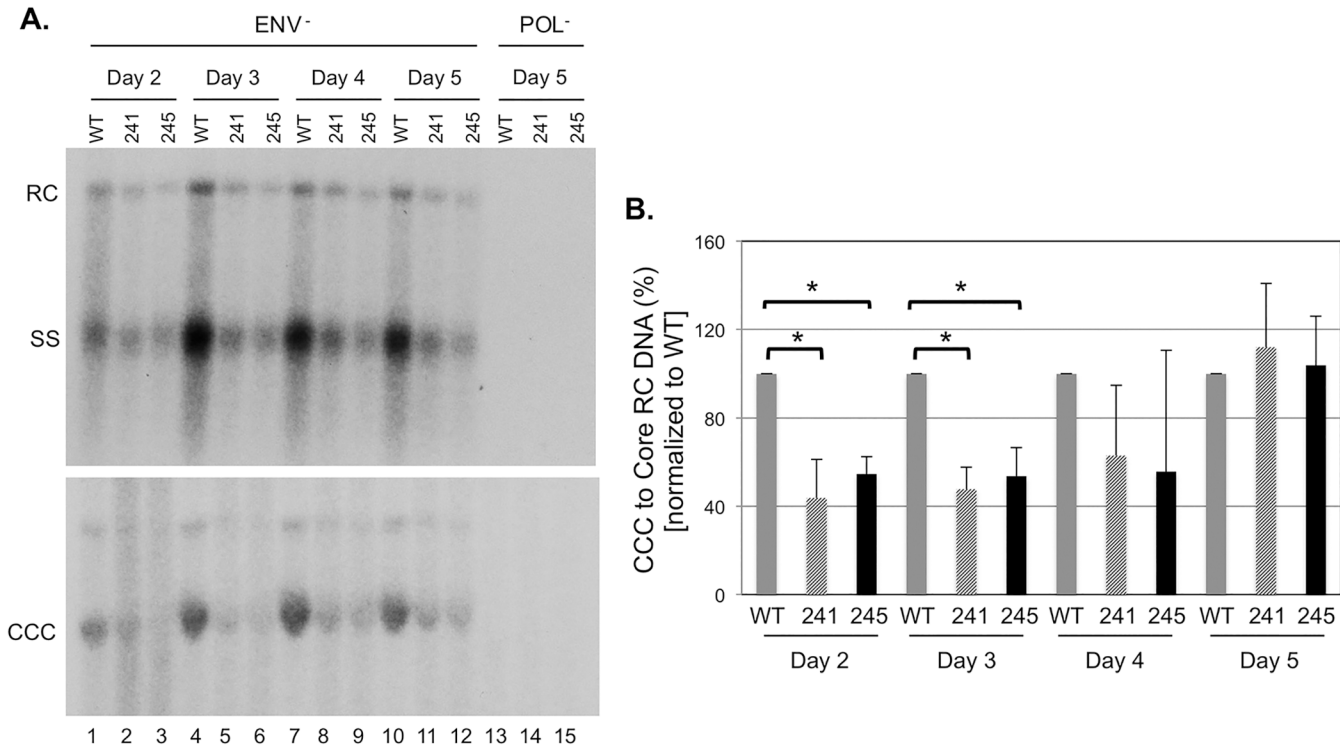 A.
ENV - POL -
Day 2 Day 3 Day 4 Day 5 Day 5
WT 241 245 WT 241 245 WT 241 245 WT 241 245 WT 241 245
RC
SS
CCC
1 2 3 4 5 6 7 8 9 10 11 12 13 14 15
B.
CCC to Core RC DNA (%)
[normalized to WT]
160
120
80
40
0
* *
* *
WT 241 245 WT 241 245 WT 241 245 WT 241 245
Day 2 Day 3 Day 4 Day 5